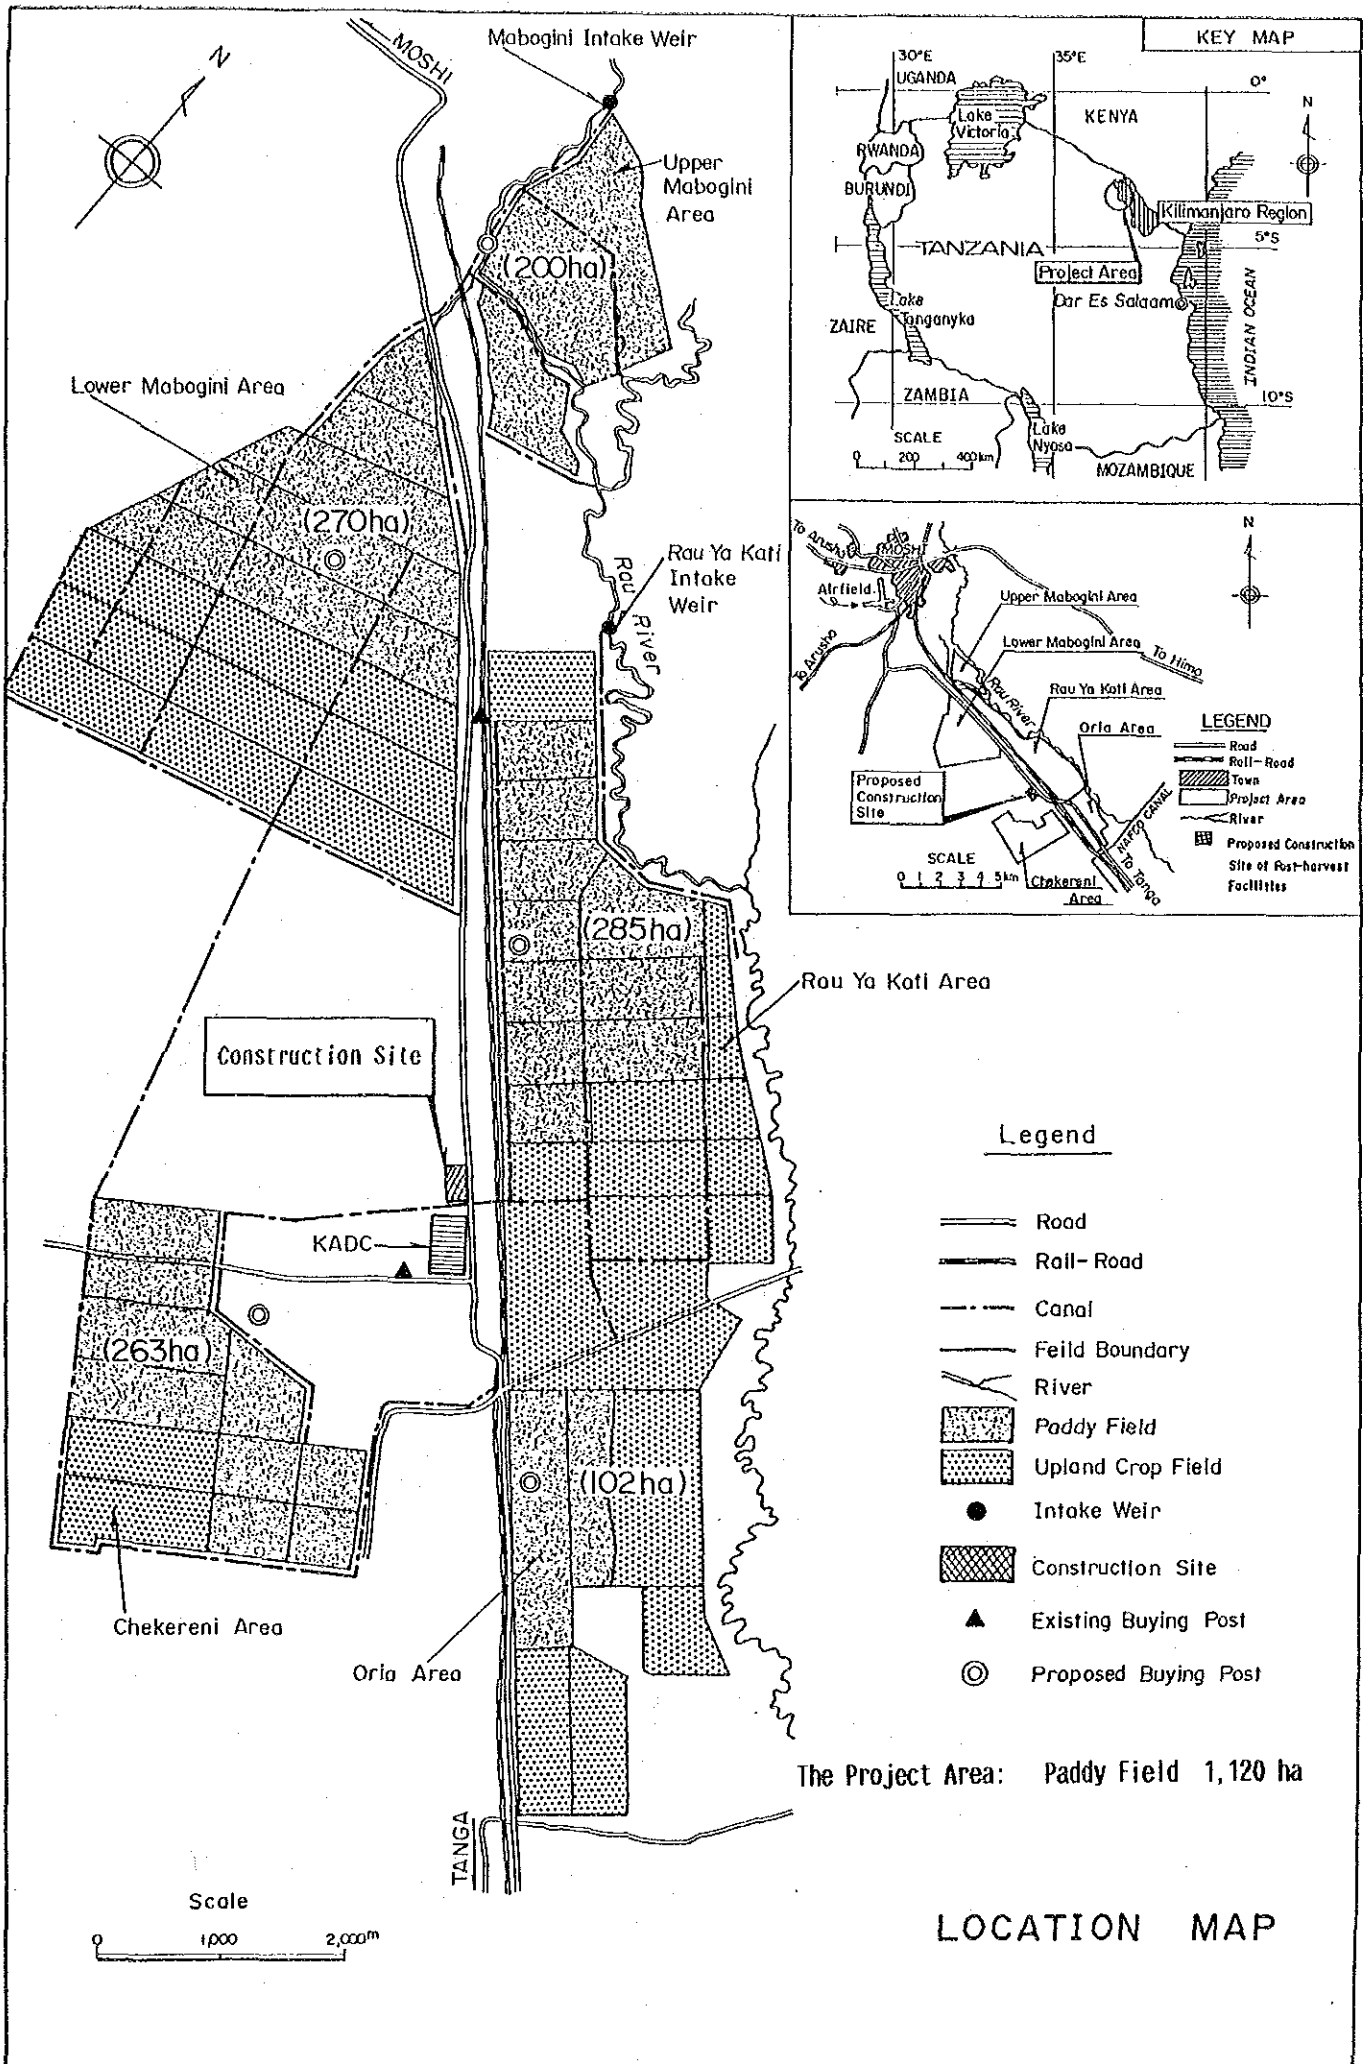 MOSHI
Mabogini Intake Weir
N
Upper
Mabogini
Area
(200ha)
Lower Mabogini Area
(270ha)
Rau Ya Kati
Intake
Weir
Rau River
(285ha)
Rau Ya Kati Area
Construction Site
KADC
(263ha)
(102ha)
Chekereni Area
Oria Area
TANGA
Scale
0 1,000 2,000m
KEY MAP
30°E
35°E
UGANDA
0°
Lake
Victoria
KENYA
N
RWANDA
BURUNDI
Kilimanjaro Region
5°S
TANZANIA
Project Area
Dar Es Salaam
Lake
Tanganyka
ZAIRE
INDIAN OCEAN
ZAMBIA
10°S
Lake
Nyasa
SCALE
0 200 400km
MOZAMBIQUE
To Arusha
MOSHI
N
Airfield
Upper Mabogini Area
Lower Mabogini Area
To Arusha
To Himo
Rau River
Rau Ya Kati Area
Oria Area
LEGEND
Road
Rail-Road
Town
Project Area
River
Proposed Construction
Site of Post-harvest
Facilities
Proposed
Construction
Site
NAFCO CANAL
To Tanga
SCALE
0 1 2 3 4 5km
Chekereni
Area
Legend
Road
Rail-Road
Canal
Feild Boundary
River
Paddy Field
Upland Crop Field
Intake Weir
Construction Site
Existing Buying Post
Proposed Buying Post
The Project Area: Paddy Field 1,120 ha
LOCATION MAP